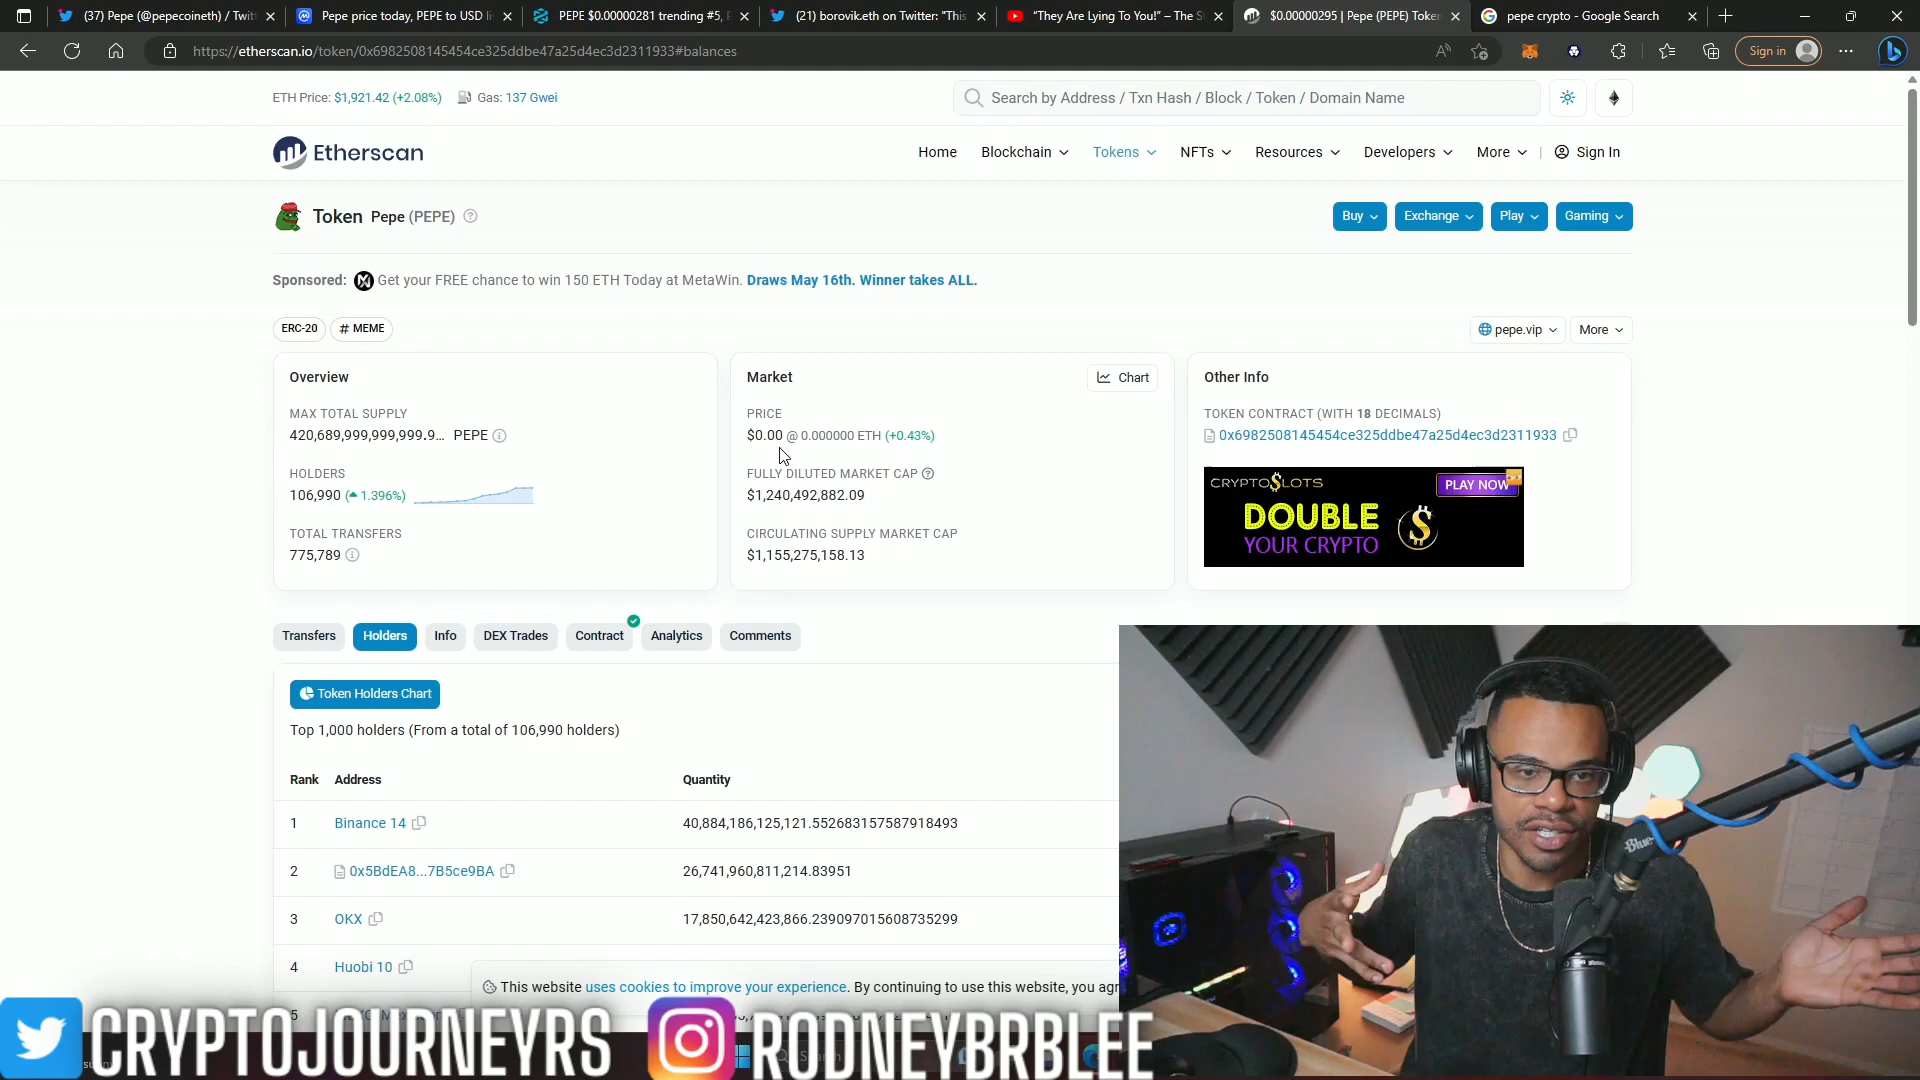 (37) Pepe (@pepecoineth) / Twit
Pepe price today, PEPE to USD li
PEPE $0.00000281 trending #5, P
(21) borovik.eth on Twitter: "This
"They Are Lying To You!" – The S
$0.00000295 | Pepe (PEPE) Token
pepe crypto - Google Search
https://etherscan.io/token/0x6982508145454ce325ddbe47a25d4ec3d2311933#balances
Sign in
ETH Price: $1,921.42 (+2.08%) Gas: 137 Gwei
Search by Address / Txn Hash / Block / Token / Domain Name
Etherscan
Home Blockchain Tokens NFTs Resources Developers More | Sign In
Token Pepe (PEPE)
Buy Exchange Play Gaming
Sponsored: Get your FREE chance to win 150 ETH Today at MetaWin. Draws May 16th. Winner takes ALL.
ERC-20 # MEME
pepe.vip More
Overview
MAX TOTAL SUPPLY
420,689,999,999,999.9... PEPE
HOLDERS
106,990 (1.396%)
TOTAL TRANSFERS
775,789
Market
Chart
PRICE
$0.00 @ 0.000000 ETH (+0.43%)
FULLY DILUTED MARKET CAP
$1,240,492,882.09
CIRCULATING SUPPLY MARKET CAP
$1,155,275,158.13
Other Info
TOKEN CONTRACT (WITH 18 DECIMALS)
0x6982508145454ce325ddbe47a25d4ec3d2311933
CRYPTO$LOTS
PLAY NOW
DOUBLE
YOUR CRYPTO
Transfers Holders Info DEX Trades Contract Analytics Comments
Token Holders Chart
Top 1,000 holders (From a total of 106,990 holders)
Rank Address Quantity
1 Binance 14 40,884,186,125,121.552683157587918493
2 0x5BdEA8...7B5ce9BA 26,741,960,811,214.83951
3 OKX 17,850,642,423,866.239097015608735299
4 Huobi 10
This website uses cookies to improve your experience. By continuing to use this website, you agr
5
Blue
CRYPTOJOURNEYRS
RODNEYBRBLEE
Search